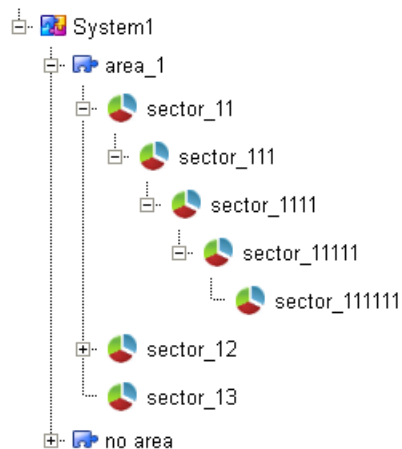 System1
area_1
sector_11
sector_111
sector_1111
sector_11111
sector_111111
sector_12
sector_13
no area